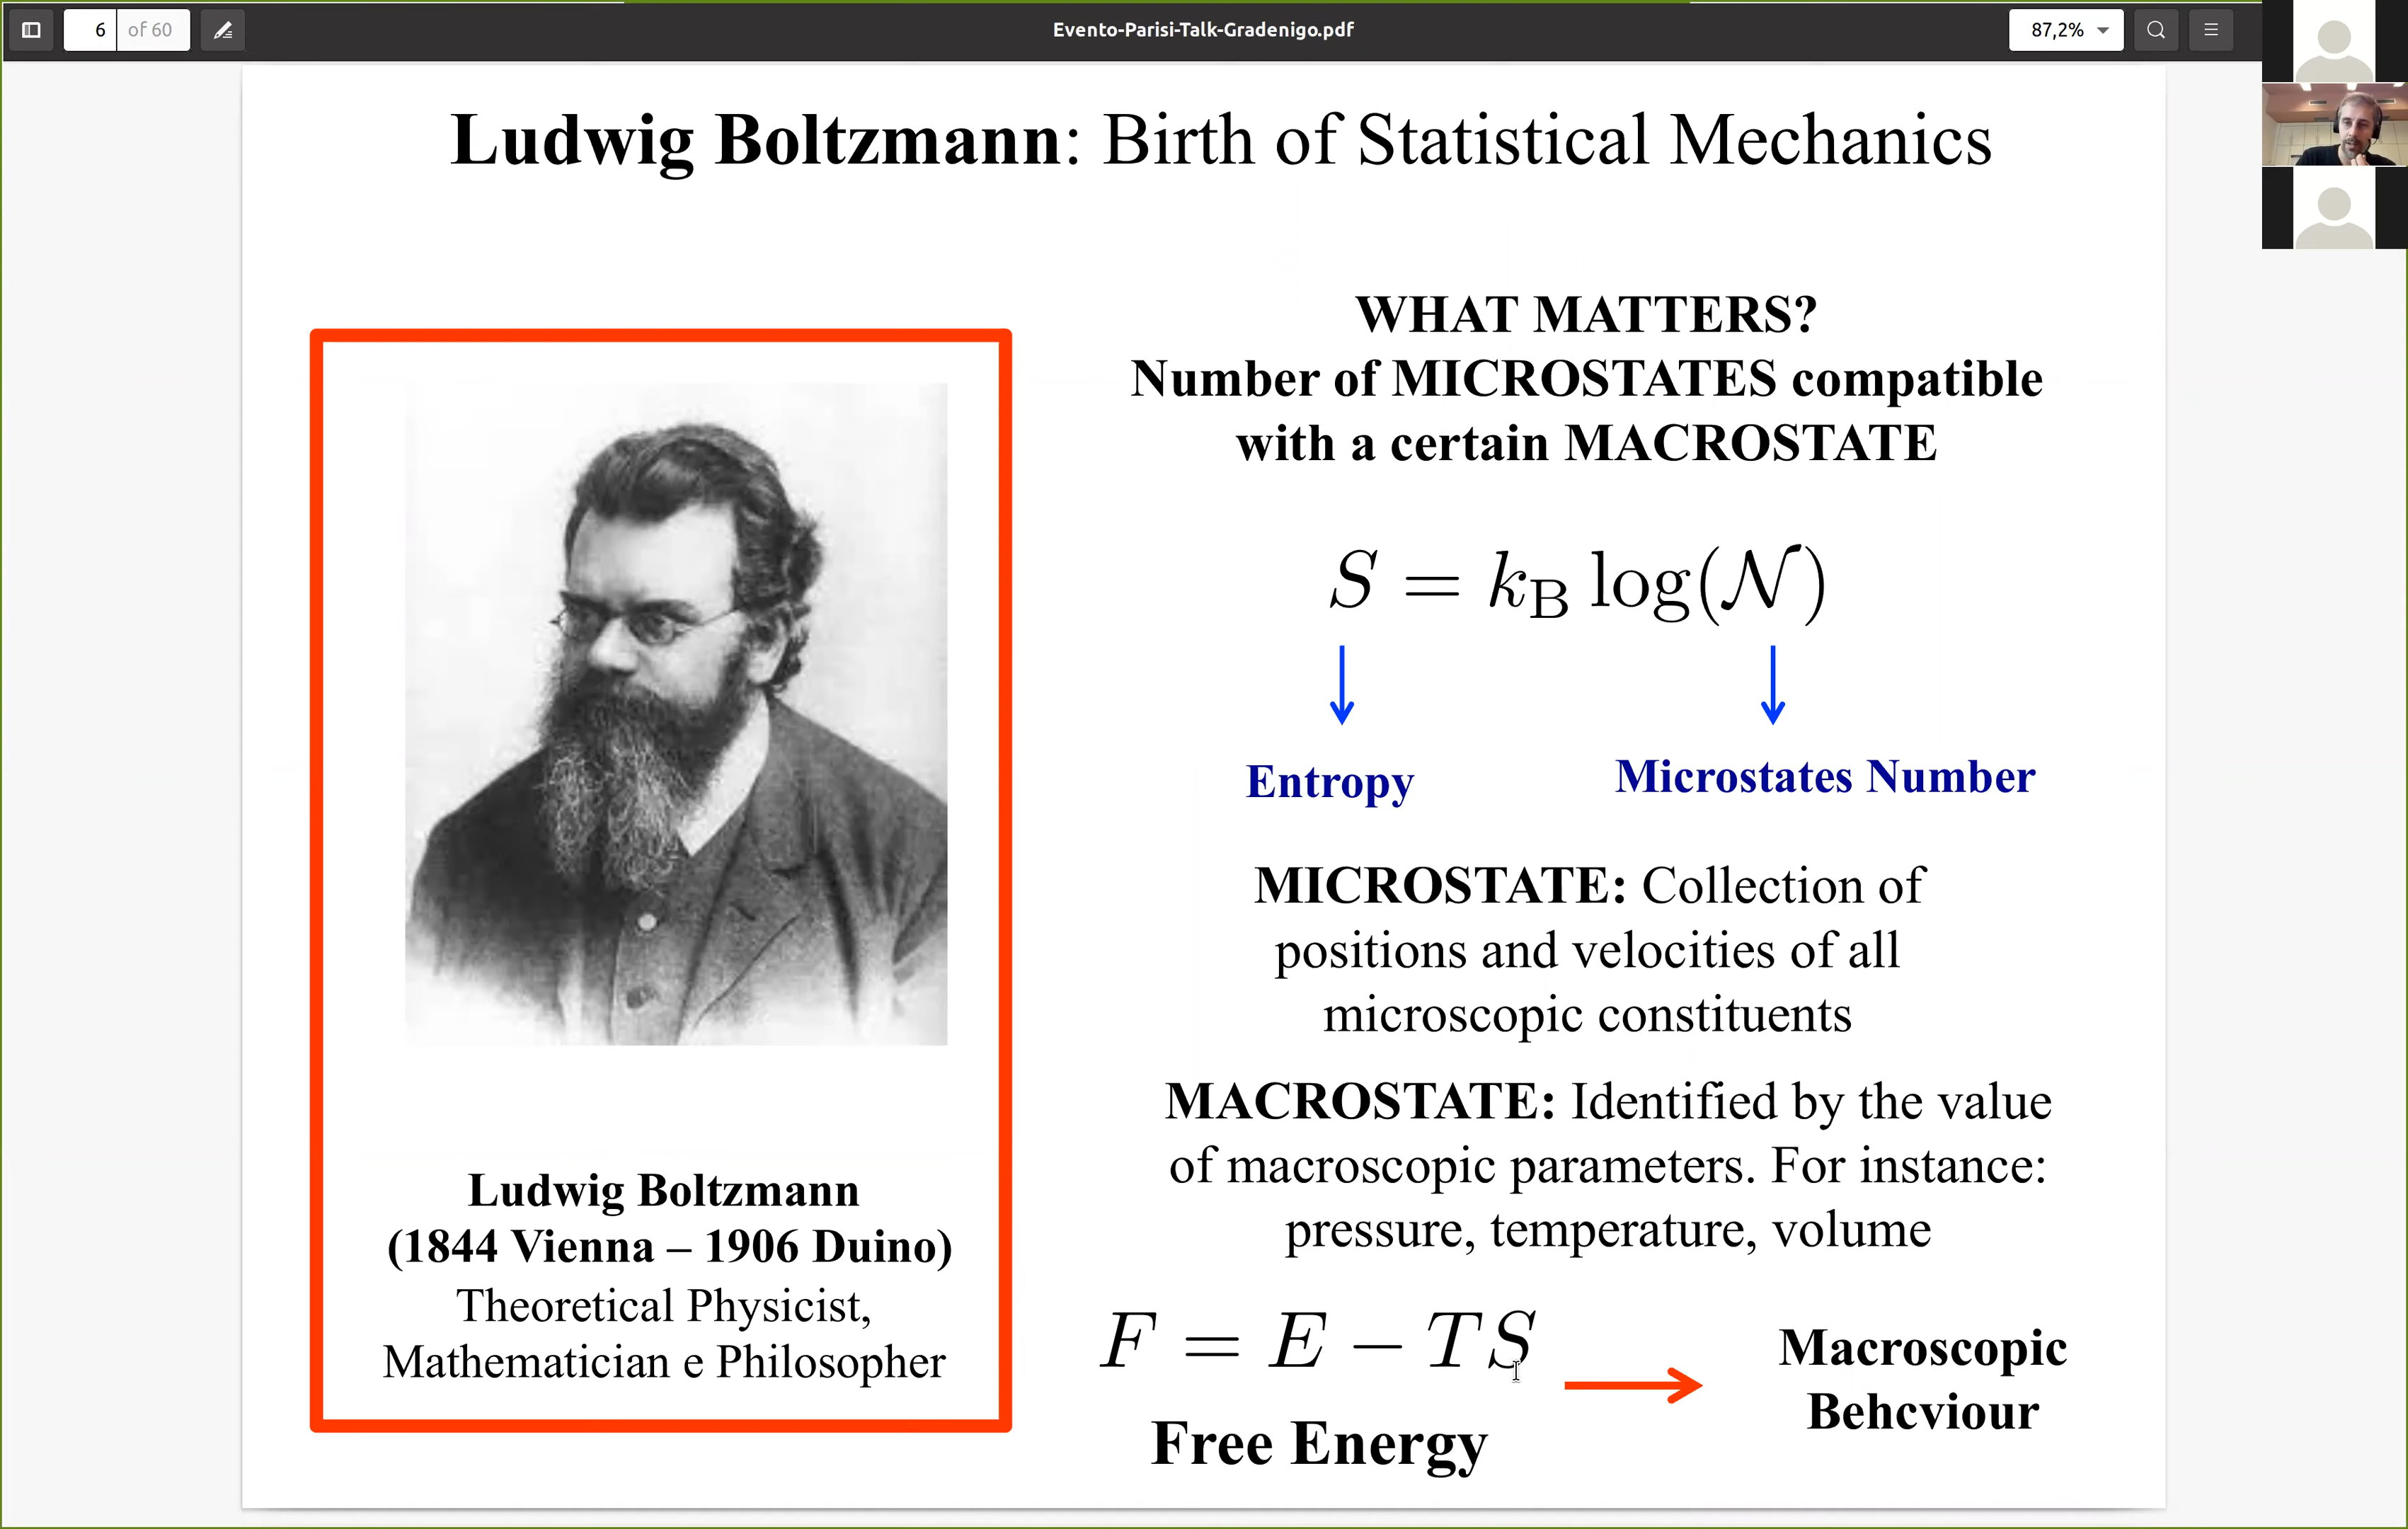 6 of 60
Evento-Parisi-Talk-Gradenigo.pdf
87,2%
Ludwig Boltzmann: Birth of Statistical Mechanics
WHAT MATTERS?
Number of MICROSTATES compatible
with a certain MACROSTATE
S = k_B log(𝒩)
Entropy
Microstates Number
MICROSTATE: Collection of
positions and velocities of all
microscopic constituents
MACROSTATE: Identified by the value
of macroscopic parameters. For instance:
pressure, temperature, volume
F = E − TS
Free Energy
Macroscopic
Behcviour
Ludwig Boltzmann
(1844 Vienna – 1906 Duino)
Theoretical Physicist,
Mathematician e Philosopher